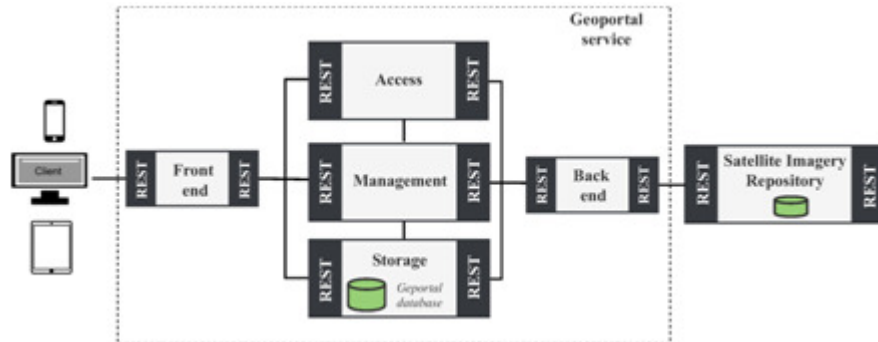 Geoportal
service
REST
Access
REST
Client
REST
Front
end
REST
REST
Management
REST
REST
Back
end
REST
REST
Satellite Imagery
Repository
REST
REST
Storage
Geportal
database
REST